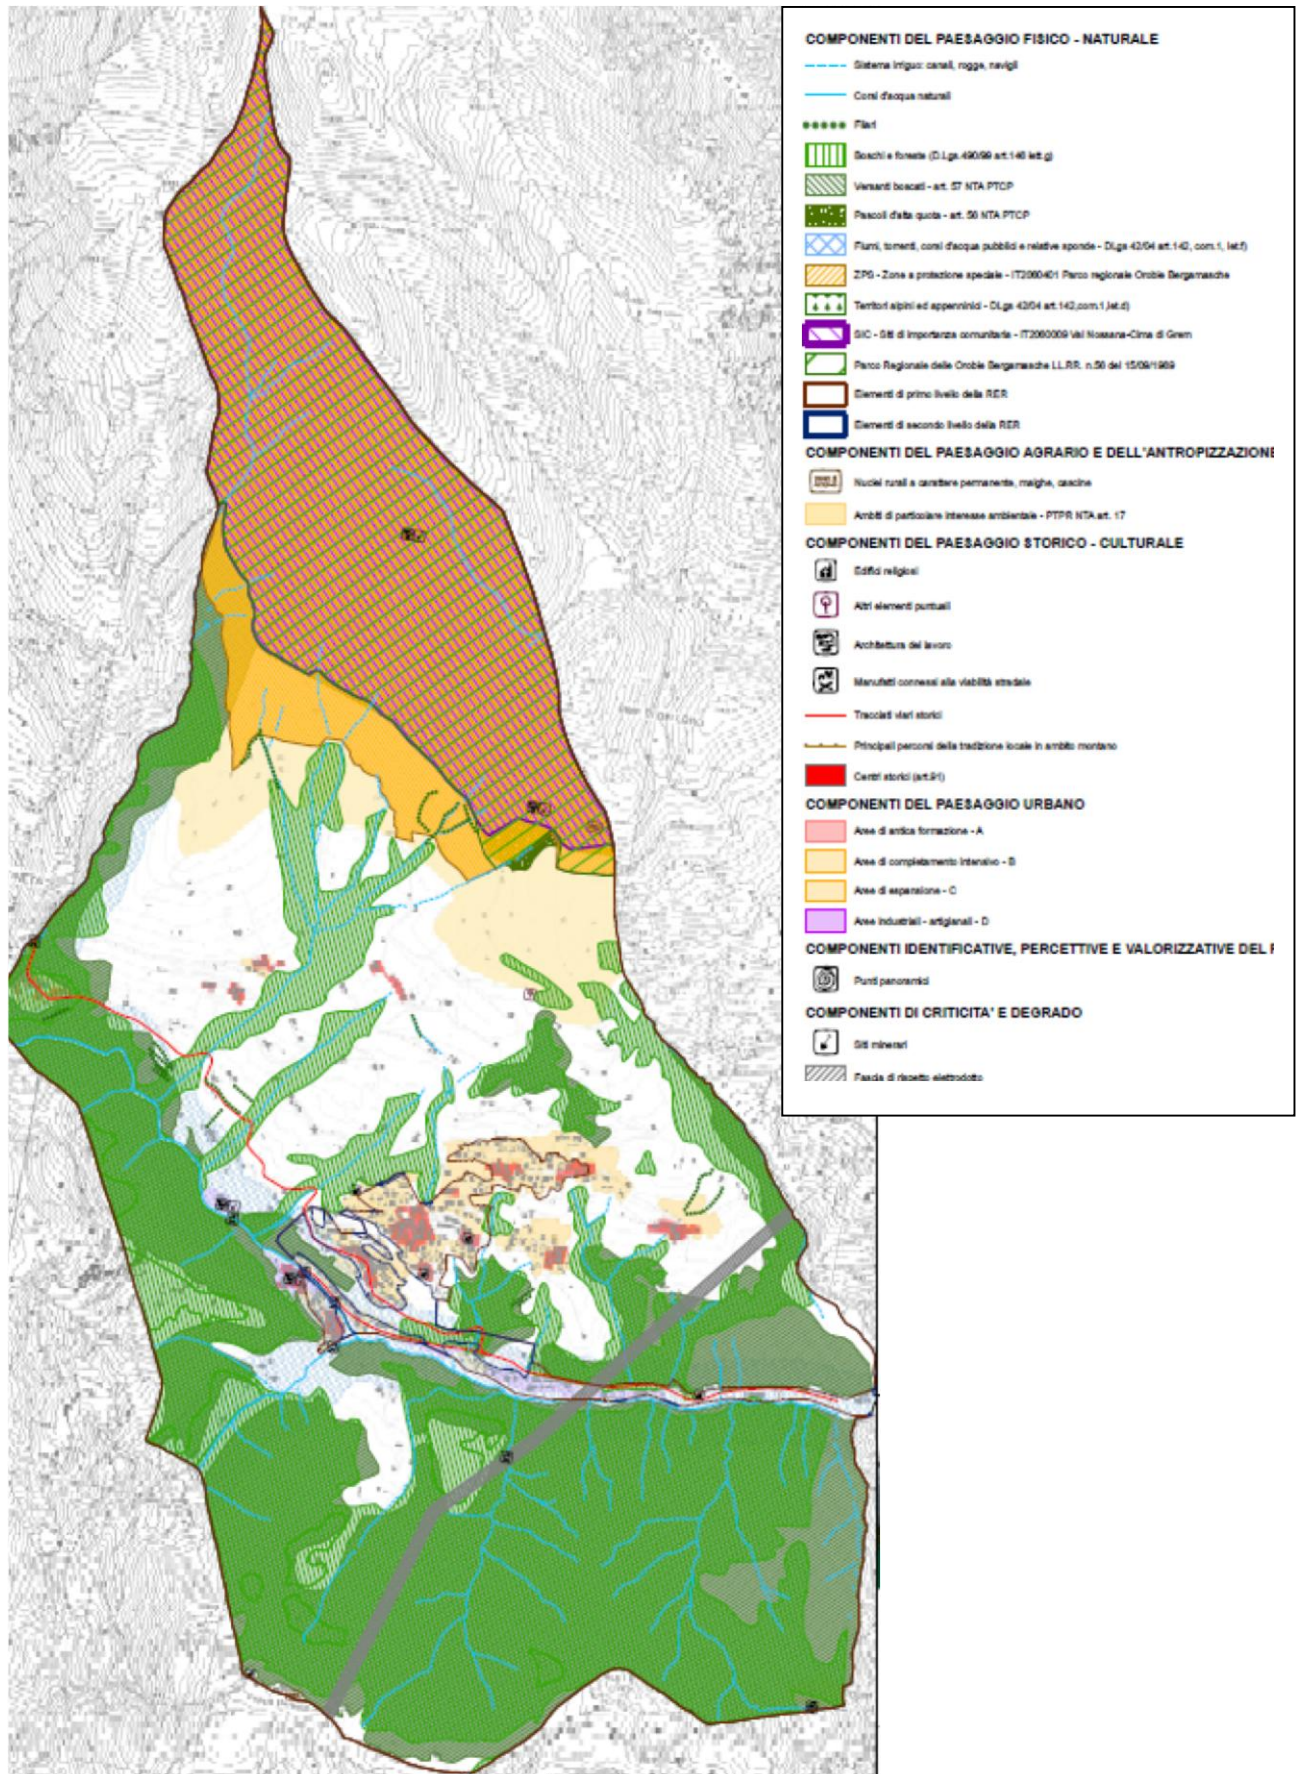 COMPONENTI DEL PAESAGGIO FISICO - NATURALE
Sistema irriguo: canali, rogge, navigli
Corsi d'acqua naturali
Filari
Boschi e foreste (D.Lgs.490/99 art.146 lett.g)
Versanti boscati - art. 57 NTA PTCP
Pascoli d'alta quota - art. 56 NTA PTCP
Fiumi, torrenti, corsi d'acqua pubblici e relative sponde - DLgs 42/04 art.142, com.1, let.f)
ZPS - Zone a protezione speciale - IT2060401 Parco regionale Orobie Bergamasche
Territori alpini ed appenninici - DLgs 42/04 art.142,com.1,let.d)
SIC - Siti di importanza comunitaria - IT2060009 Val Nossana-Cima di Grem
Parco Regionale delle Orobie Bergamasche LL.RR. n.56 del 15/09/1989
Elementi di primo livello della RER
Elementi di secondo livello della RER
COMPONENTI DEL PAESAGGIO AGRARIO E DELL'ANTROPIZZAZIONE
Nuclei rurali a carattere permanente, malghe, cascine
Ambiti di particolare interesse ambientale - PTPR NTA art. 17
COMPONENTI DEL PAESAGGIO STORICO - CULTURALE
Edifici religiosi
Altri elementi puntuali
Architettura del lavoro
Manufatti connessi alla viabilità stradale
Tracciati viari storici
Principali percorsi della tradizione locale in ambito montano
Centri storici (art.91)
COMPONENTI DEL PAESAGGIO URBANO
Aree di antica formazione - A
Aree di completamento intensivo - B
Aree di espansione - C
Aree industriali - artigianali - D
COMPONENTI IDENTIFICATIVE, PERCETTIVE E VALORIZZATIVE DEL
Punti panoramici
COMPONENTI DI CRITICITA' E DEGRADO
Siti minerari
Fascia di rispetto elettrodotto